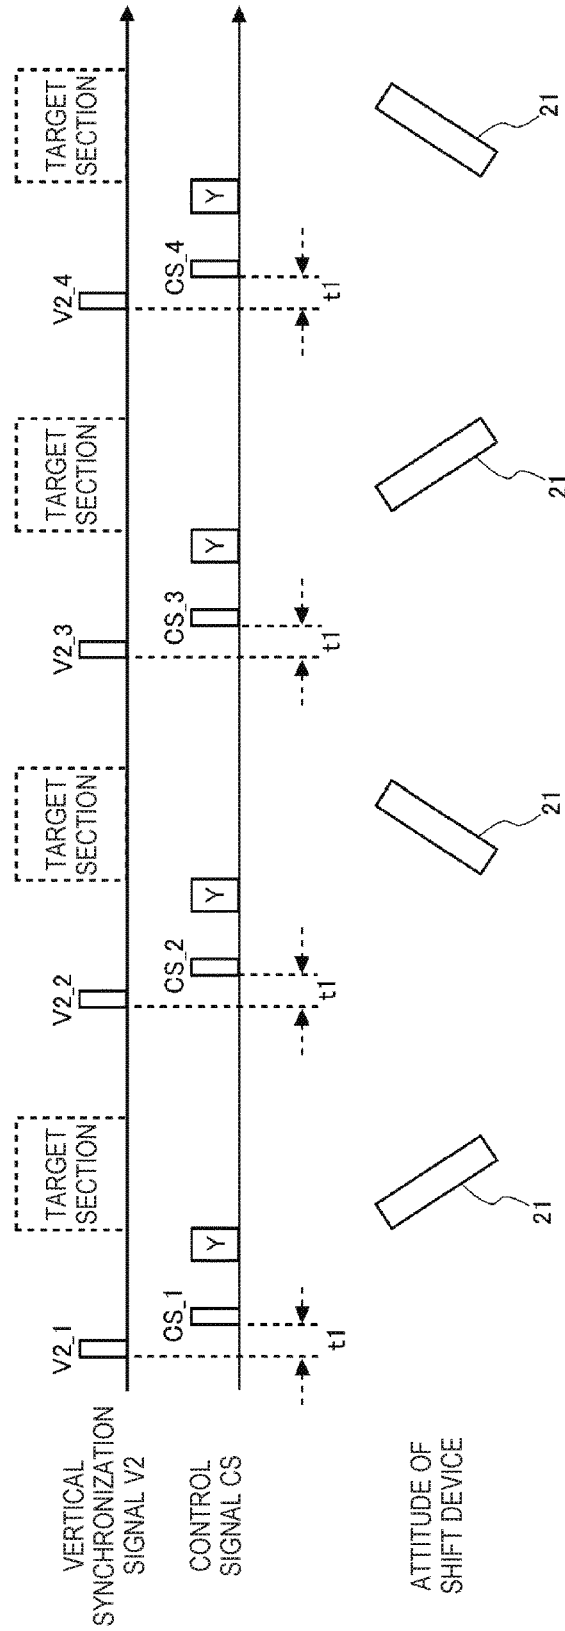 VERTICAL
SYNCHRONIZATION
SIGNAL V2
V2_1
TARGET
SECTION
V2_2
TARGET
SECTION
V2_3
TARGET
SECTION
V2_4
TARGET
SECTION
CONTROL
SIGNAL CS
CS_1
Y
CS_2
Y
CS_3
Y
CS_4
Y
t1
t1
t1
t1
ATTITUDE OF
SHIFT DEVICE
21
21
21
21